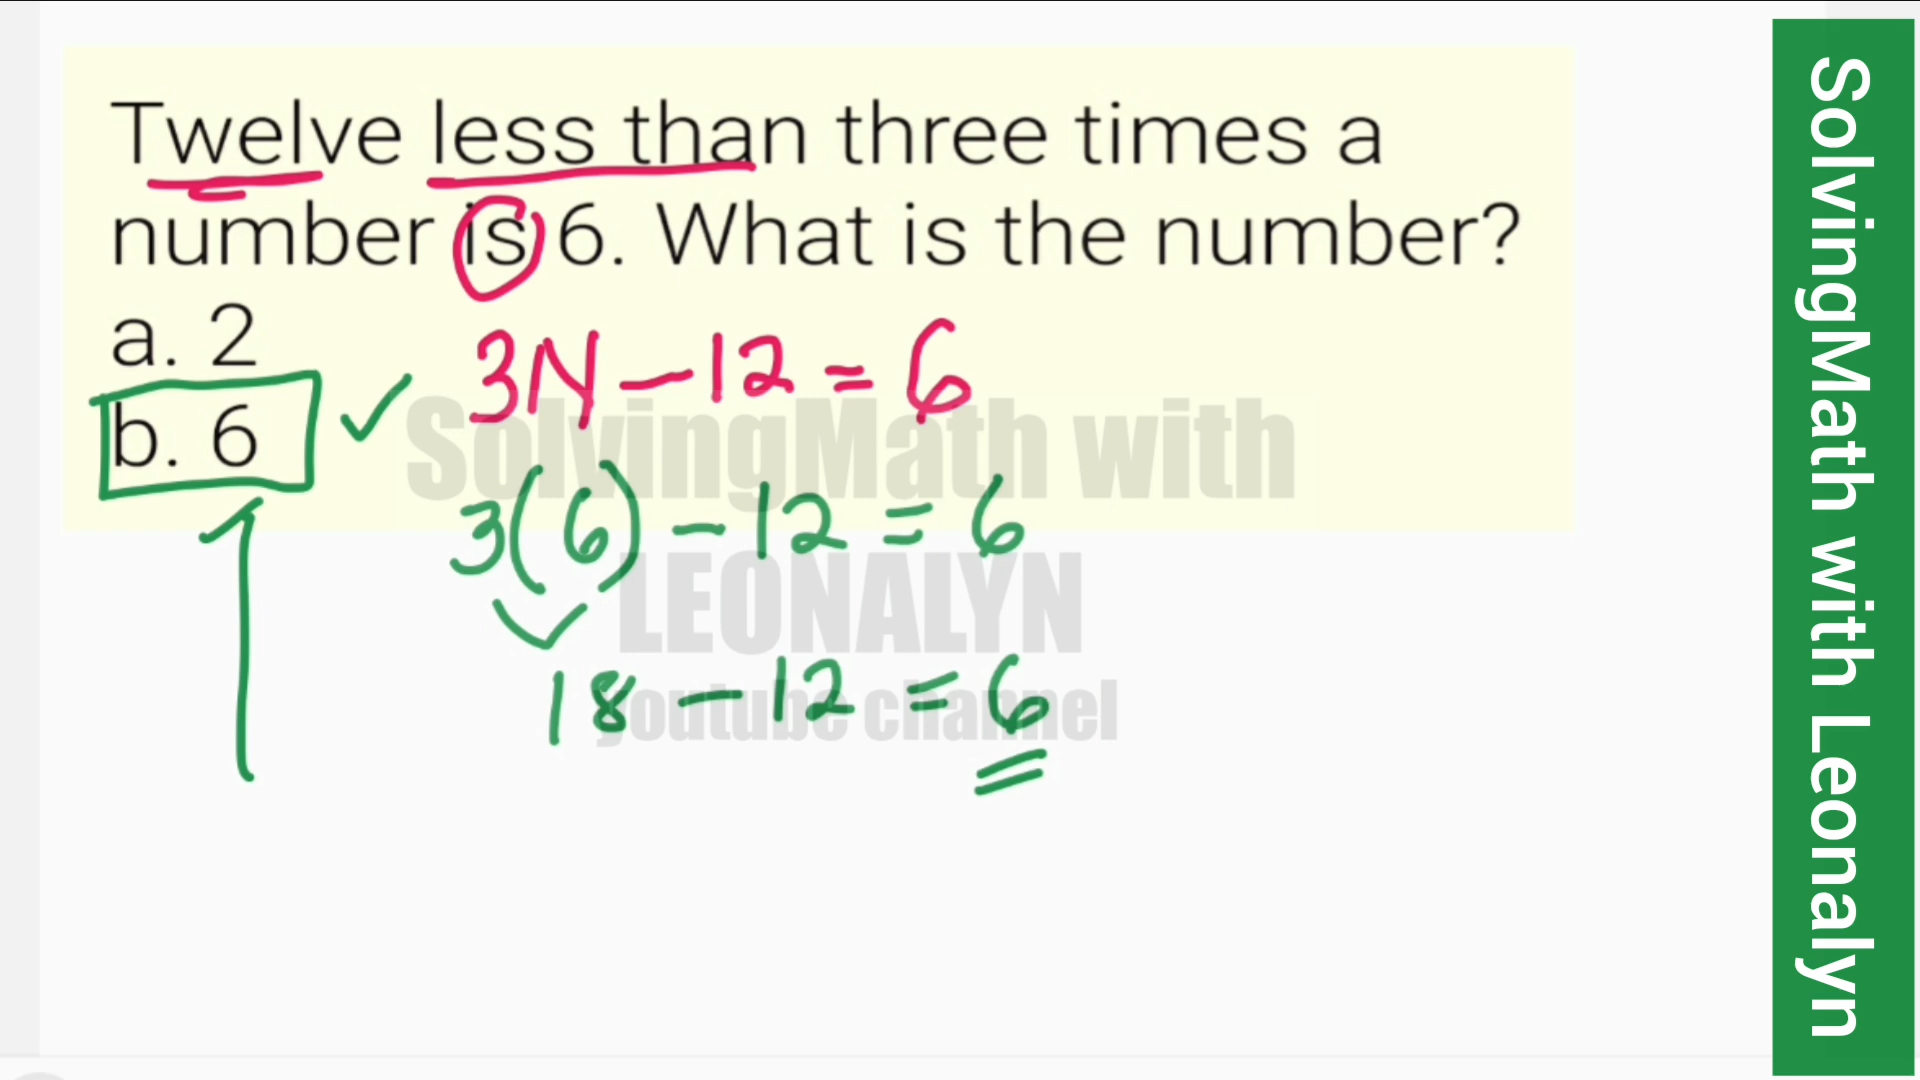 Twelve less than three times a
number is 6. What is the number?
a. 2
3N - 12 = 6
b. 6
SolvingMath with
3(6) - 12 = 6
LEONALYN
18 - 12 = 6
youtube channel
SolvingMath with Leonalyn